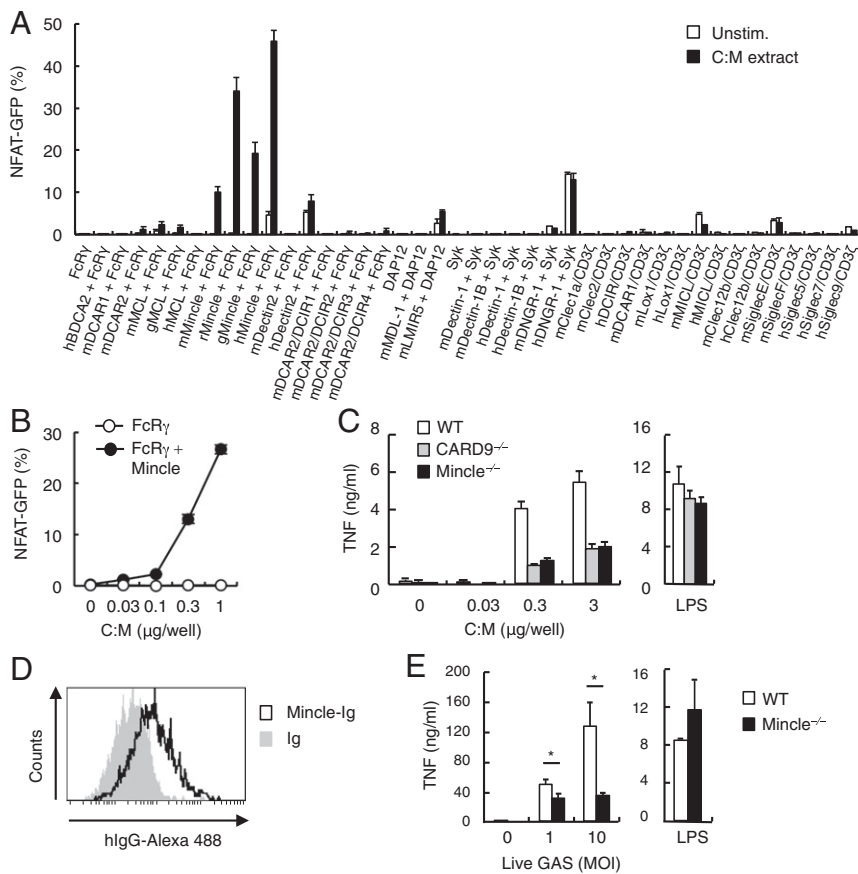 A
50
40
30
20
10
0
NFAT-GFP (%)
Unstim.
C:M extract
FcRγ
hBDCA2 + FcRγ
mDCAR1 + FcRγ
mDCAR2 + FcRγ
mMCL + FcRγ
gMCL + FcRγ
hMCL + FcRγ
mMincle + FcRγ
rMincle + FcRγ
gMincle + FcRγ
hMincle + FcRγ
mDectin2 + FcRγ
hDectin2 + FcRγ
mDCAR2/DCIR1 + FcRγ
mDCAR2/DCIR2 + FcRγ
mDCAR2/DCIR3 + FcRγ
mDCAR2/DCIR4 + FcRγ
DAP12
mMDL-1 + DAP12
mLMIR5 + DAP12
Syk
mDectin-1 + Syk
mDectin-1B + Syk
hDectin-1 + Syk
hDectin-1B + Syk
mDNGR-1 + Syk
hDNGR-1 + Syk
mClec1a/CD3ζ
mClec2/CD3ζ
hDCIR/CD3ζ
mDCAR1/CD3ζ
mLox1/CD3ζ
hLox1/CD3ζ
mMICL/CD3ζ
hMICL/CD3ζ
mClec12b/CD3ζ
hClec12b/CD3ζ
mSiglecE/CD3ζ
mSiglecF/CD3ζ
hSiglec5/CD3ζ
hSiglec7/CD3ζ
hSiglec9/CD3ζ
B
FcRγ
FcRγ +
Mincle
30
20
10
0
NFAT-GFP (%)
0 0.03 0.1 0.3 1
C:M (μg/well)
C
WT
CARD9–/–
Mincle–/–
8
6
4
2
0
TNF (ng/ml)
0 0.03 0.3 3
C:M (μg/well)
16
12
8
4
0
LPS
D
Counts
Mincle-Ig
Ig
hIgG-Alexa 488
E
200
160
120
80
40
0
TNF (ng/ml)
*
*
0 1 10
Live GAS (MOI)
16
12
8
4
0
LPS
WT
Mincle–/–